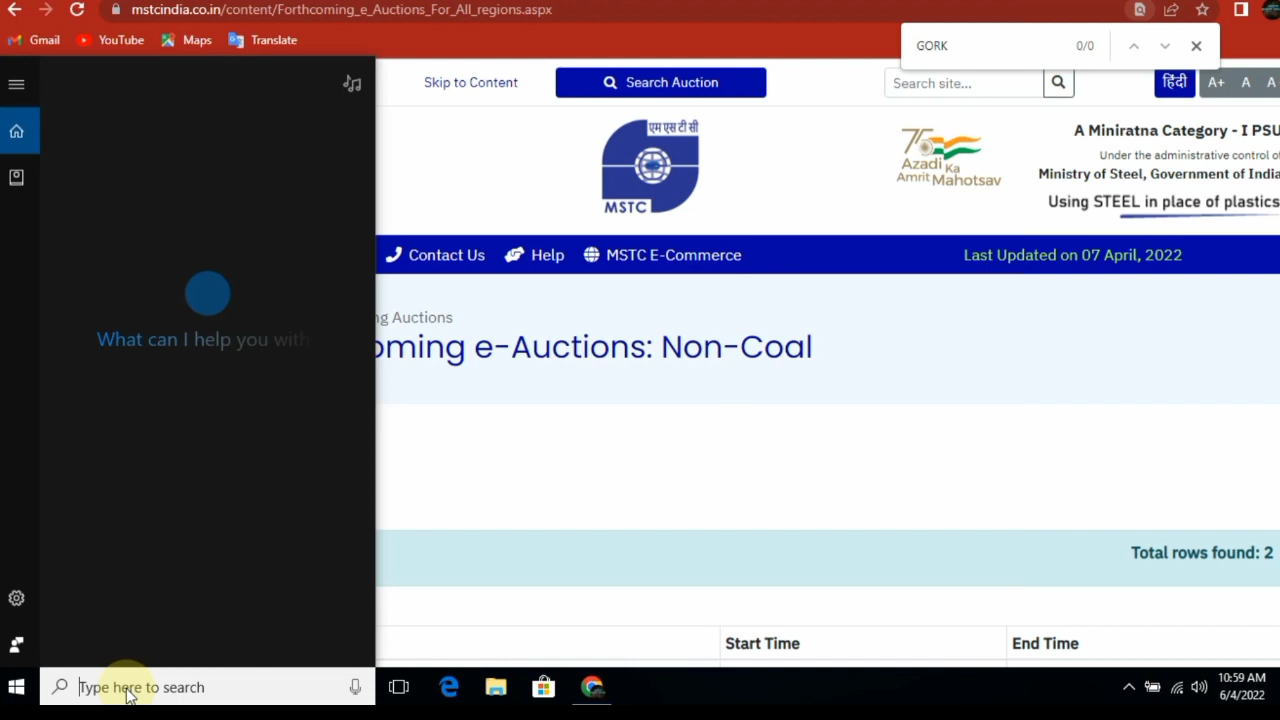 mstcindia.co.in/content/Forthcoming_e_Auctions_For_All_regions.aspx
Gmail YouTube Maps Translate
GORK 0/0
Skip to Content
Search Auction
Search site...
हिंदी A+ A A
एम एस टी सी
MSTC
75
Azadi
Ka
Amrit Mahotsav
A Miniratna Category - I PSU
Under the administrative control of
Ministry of Steel, Government of India
Using STEEL in place of plastics
Contact Us Help MSTC E-Commerce
Last Updated on 07 April, 2022
What can I help you with
ng Auctions
oming e-Auctions: Non-Coal
Total rows found: 2
Start Time End Time
Type here to search
10:59 AM
6/4/2022